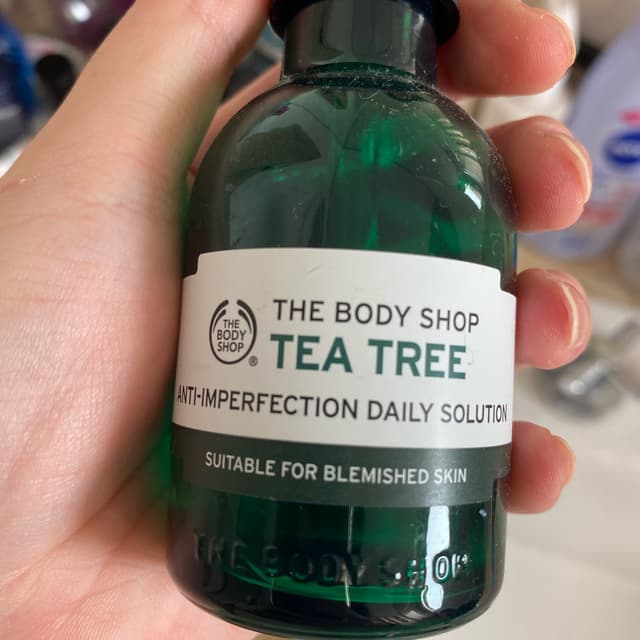 THE
BODY
SHOP
®
THE BODY SHOP
TEA TREE
ANTI-IMPERFECTION DAILY SOLUTION
SUITABLE FOR BLEMISHED SKIN
THE BODY SHOP